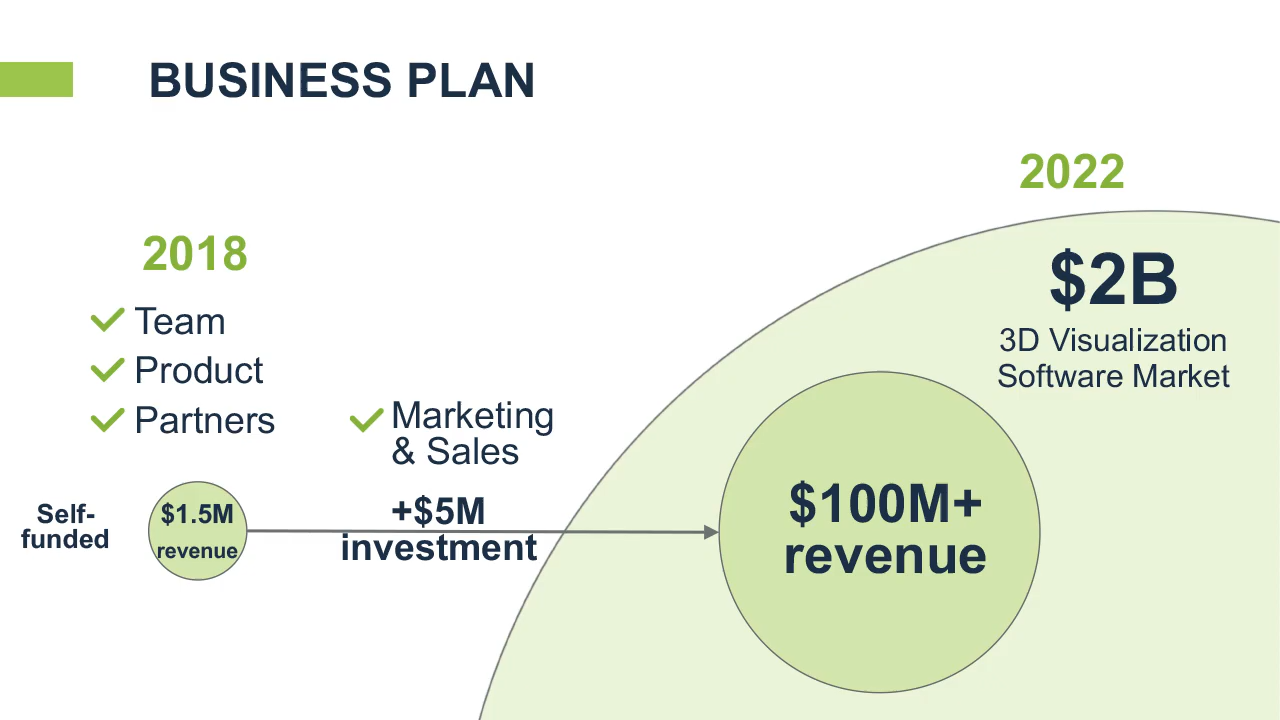 BUSINESS PLAN
2022
2018
$2B
3D Visualization
Software Market
Team
Product
Partners
Marketing
& Sales
Self-
funded
$1.5M
revenue
+$5M
investment
$100M+
revenue